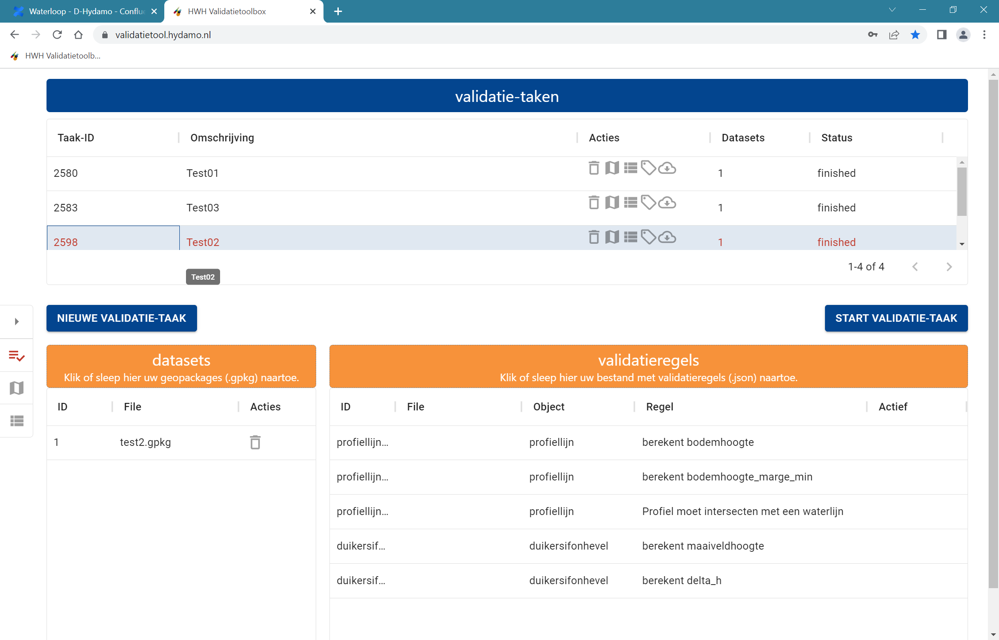 Waterloop - D-Hydamo - Conflue
HWH Validatietoolbox
validatietool.hydamo.nl
HWH Validatietoolb...
validatie-taken
Taak-ID Omschrijving Acties Datasets Status
2580 Test01 1 finished
2583 Test03 1 finished
2598 Test02 1 finished
1-4 of 4
Test02
NIEUWE VALIDATIE-TAAK START VALIDATIE-TAAK
datasets
Klik of sleep hier uw geopackages (.gpkg) naartoe.
ID File Acties
1 test2.gpkg
validatieregels
Klik of sleep hier uw bestand met validatieregels (.json) naartoe.
ID File Object Regel Actief
profiellijn... profiellijn berekent bodemhoogte
profiellijn... profiellijn berekent bodemhoogte_marge_min
profiellijn... profiellijn Profiel moet intersecten met een waterlijn
duikersif... duikersifonhevel berekent maaiveldhoogte
duikersif... duikersifonhevel berekent delta_h